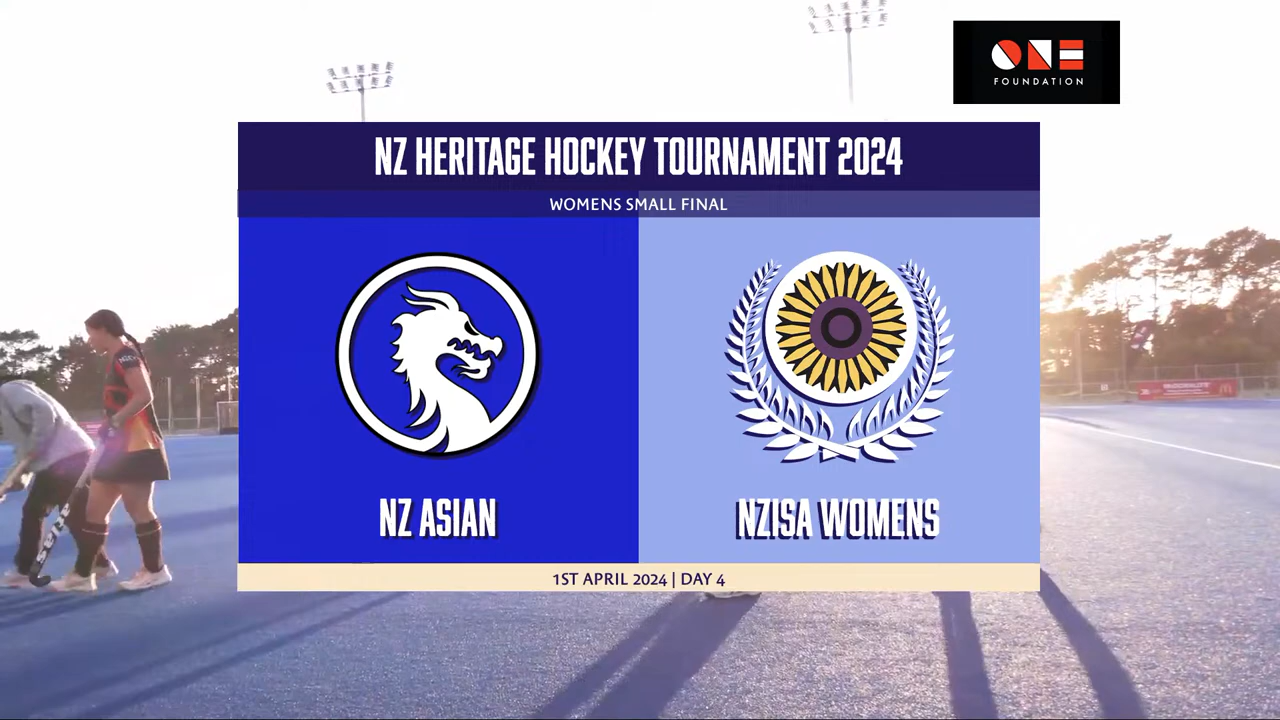 ONE
FOUNDATION
NZ HERITAGE HOCKEY TOURNAMENT 2024
WOMENS SMALL FINAL
NZ ASIAN
NZISA WOMENS
1ST APRIL 2024 | DAY 4
McDONALD'S